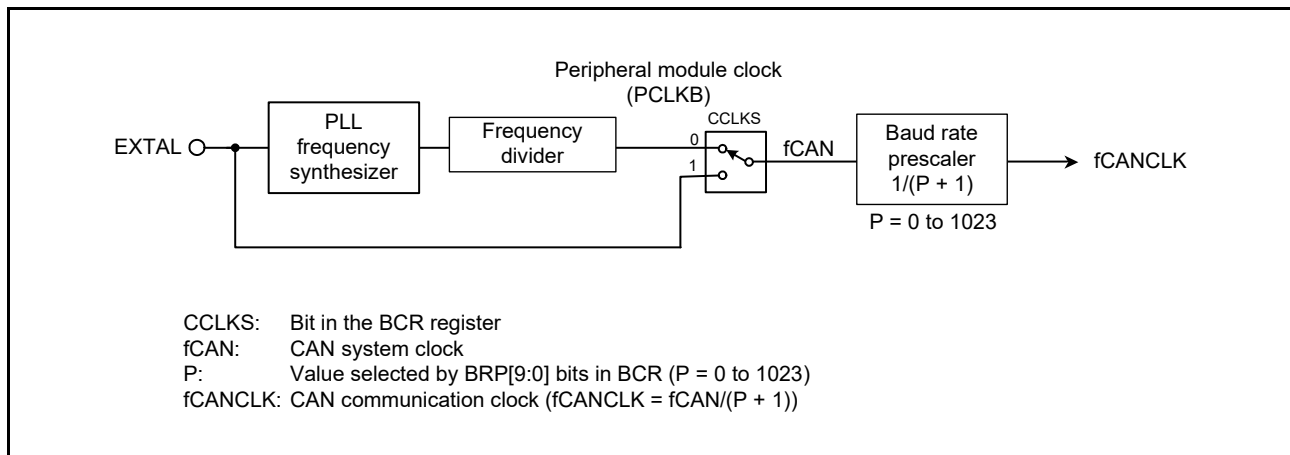 Peripheral module clock
(PCLKB)
EXTAL
PLL
frequency
synthesizer
Frequency
divider
CCLKS
0
1
fCAN
Baud rate
prescaler
1/(P + 1)
fCANCLK
P = 0 to 1023
CCLKS: Bit in the BCR register
fCAN: CAN system clock
P: Value selected by BRP[9:0] bits in BCR (P = 0 to 1023)
fCANCLK: CAN communication clock (fCANCLK = fCAN/(P + 1))